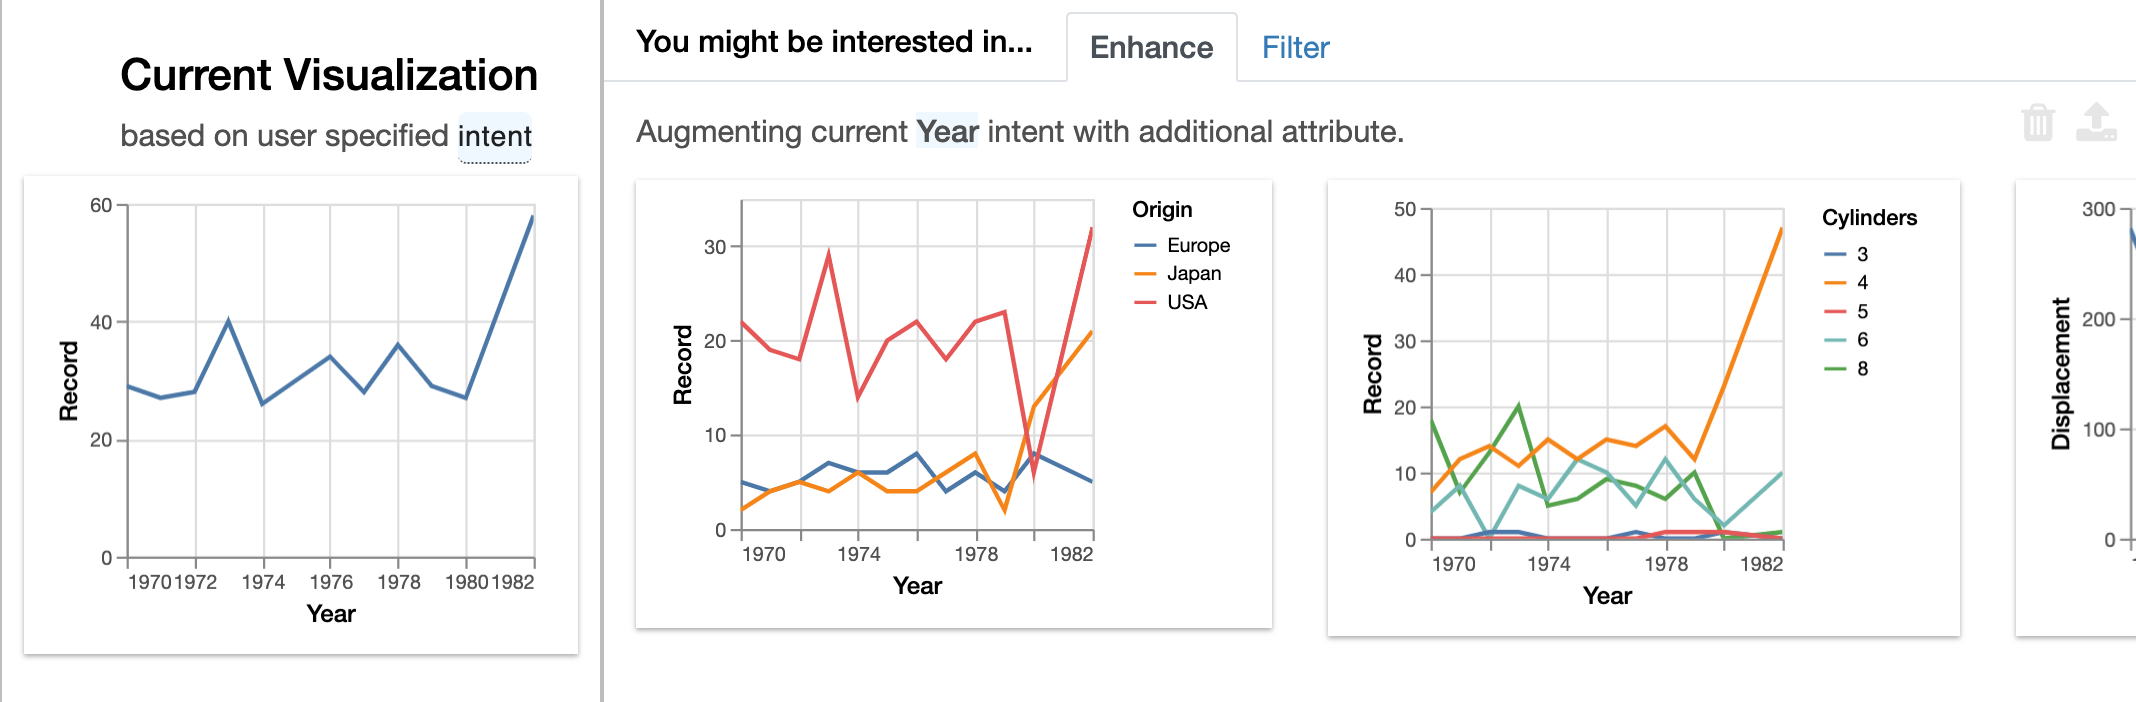 Current Visualization
based on user specified intent
60
40
20
0
Record
1970 1972 1974 1976 1978 1980 1982
Year
You might be interested in...
Enhance
Filter
Augmenting current Year intent with additional attribute.
30
20
10
0
Record
1970 1974 1978 1982
Year
Origin
Europe
Japan
USA
50
40
30
20
10
0
Record
1970 1974 1978 1982
Year
Cylinders
3
4
5
6
8
300
200
100
0
Displacement